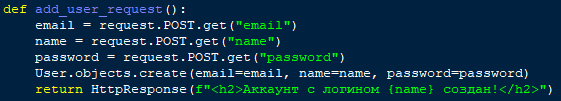 def add_user_request():
    email = request.POST.get("email")
    name = request.POST.get("name")
    password = request.POST.get("password")
    User.objects.create(email=email, name=name, password=password)
    return HttpResponse(f"<h2>Аккаунт с логином {name} создан!</h2>")